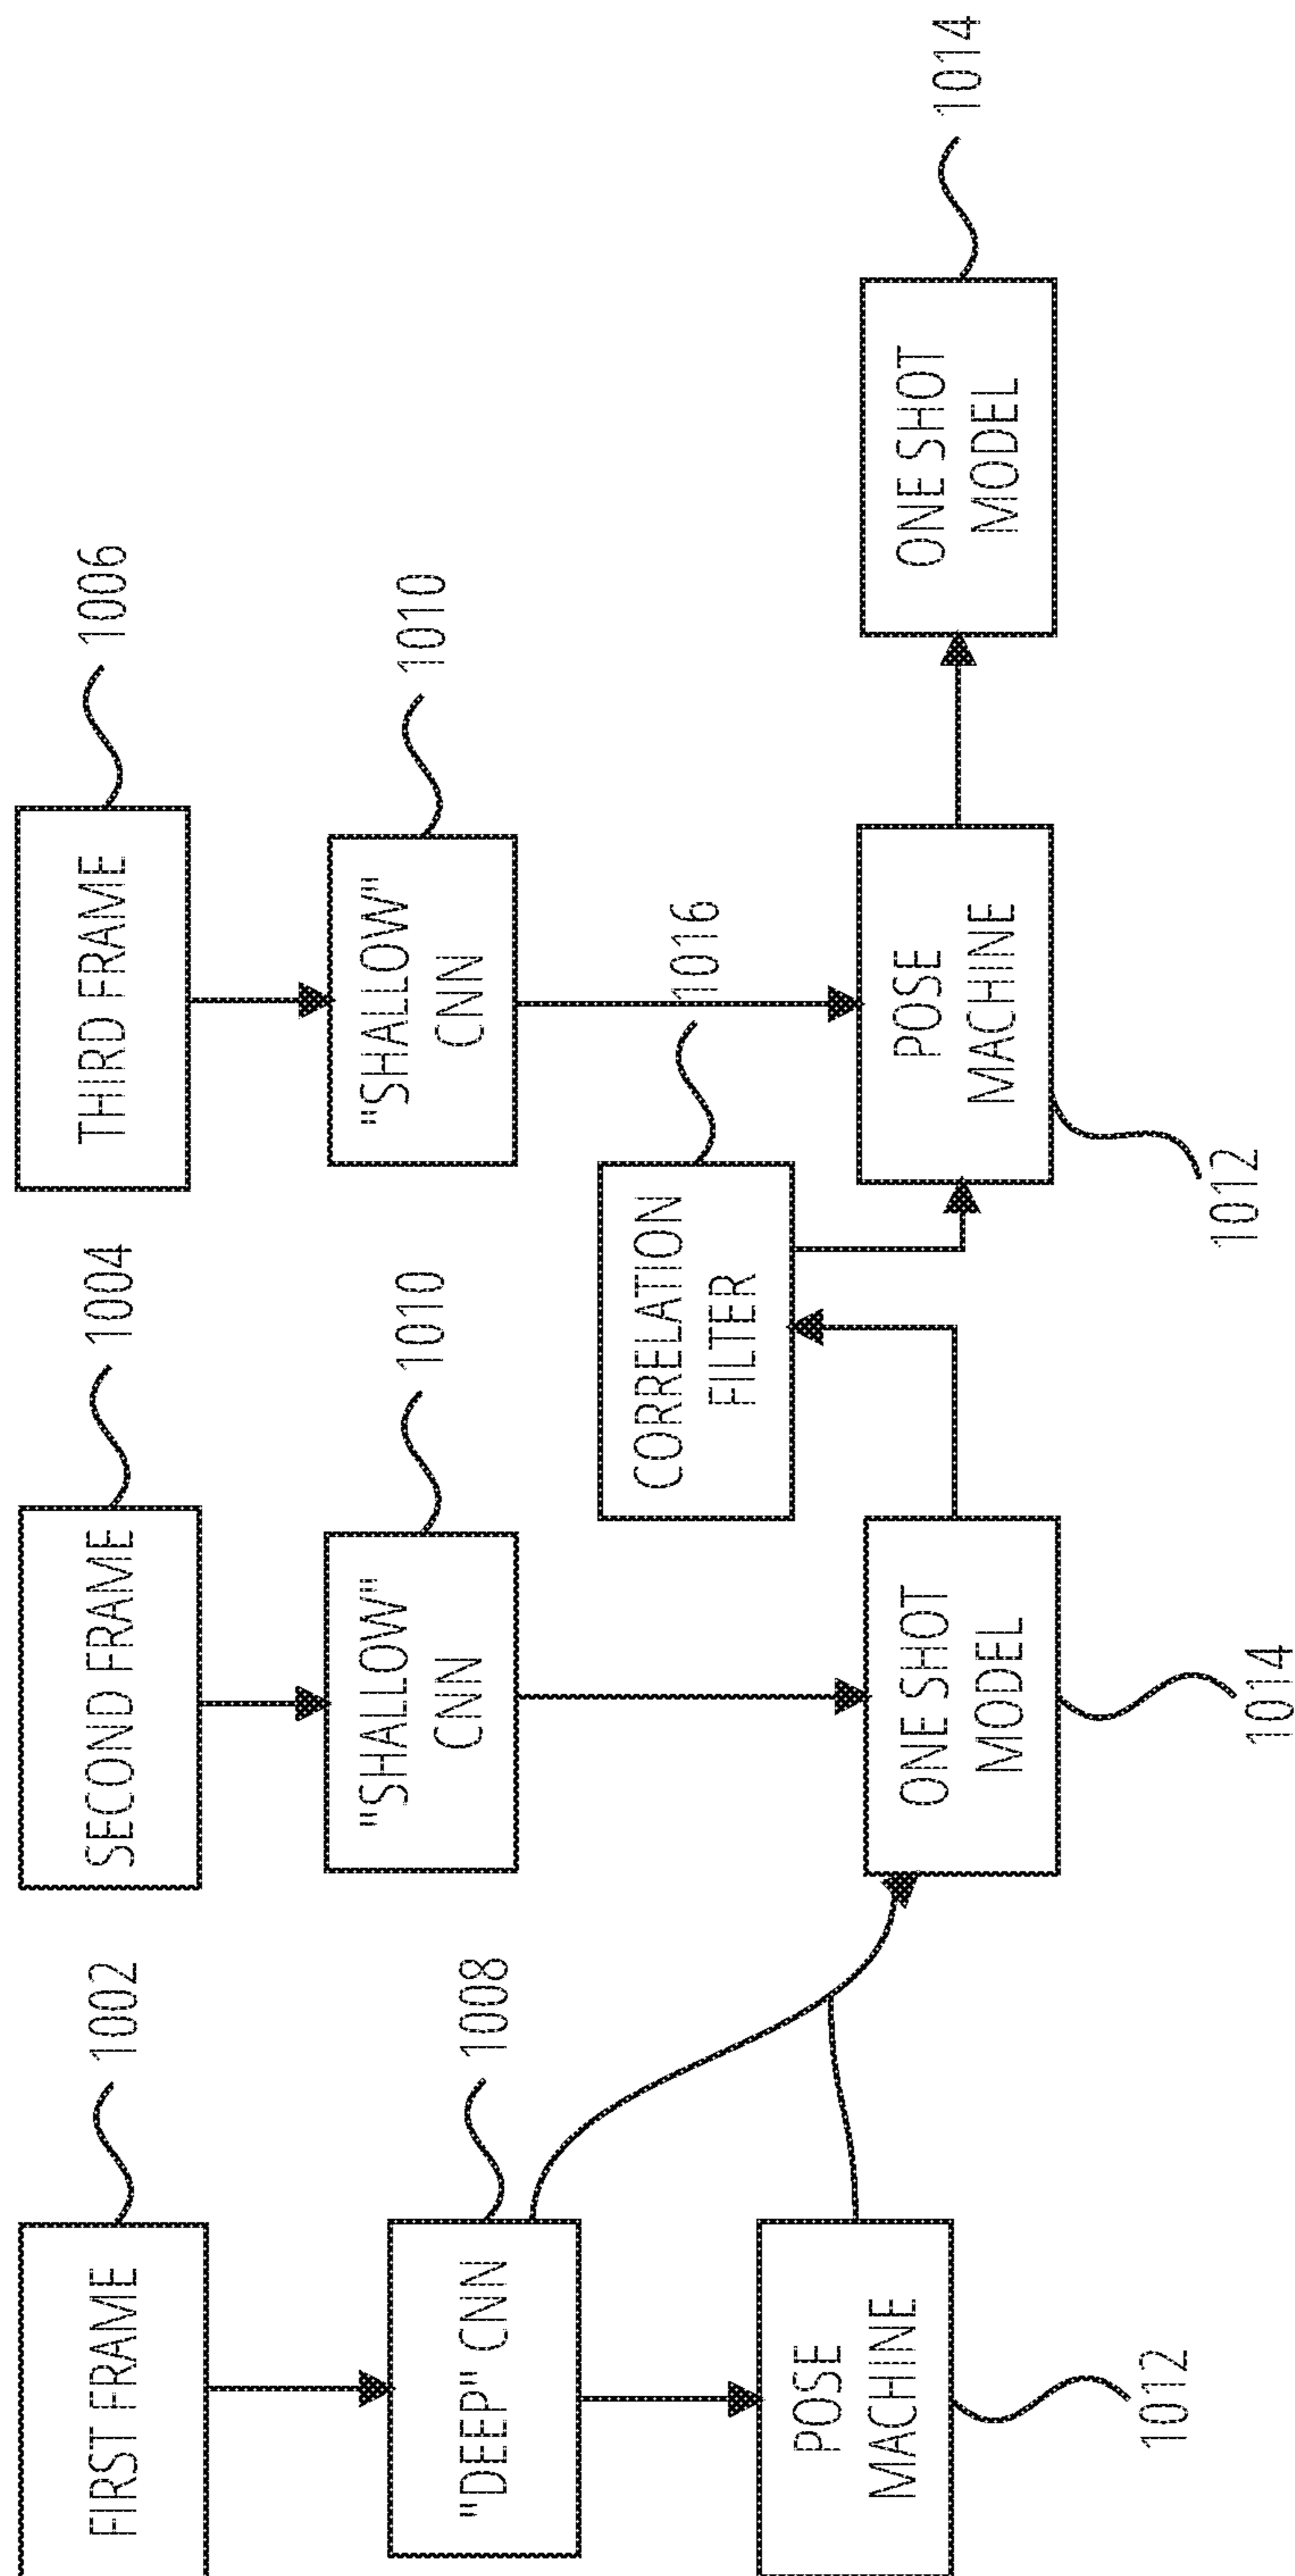 FIRST FRAME
1002
SECOND FRAME
1004
THIRD FRAME
1006
"DEEP" CNN
1008
"SHALLOW"
CNN
1010
"SHALLOW"
CNN
1010
CORRELATION
FILTER
1016
POSE
MACHINE
1012
ONE SHOT
MODEL
1014
POSE
MACHINE
1012
ONE SHOT
MODEL
1014